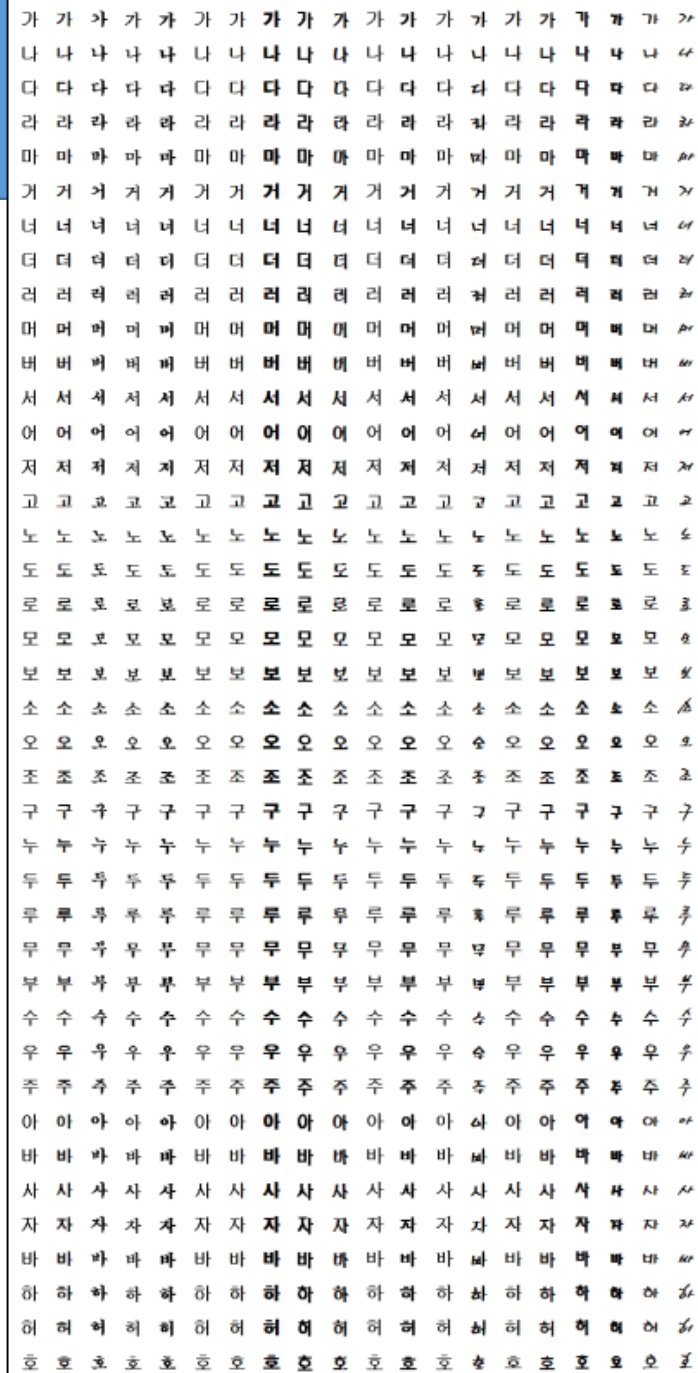 가 가 가 가 가 가 가 가 가 가 가 가 가 가 가 가 가 가 가 가
나 나 나 나 나 나 나 나 나 나 나 나 나 나 나 나 나 나 나 나
다 다 다 다 다 다 다 다 다 다 다 다 다 다 다 다 다 다 다 다
라 라 라 라 라 라 라 라 라 라 라 라 라 라 라 라 라 라 라 라
마 마 마 마 마 마 마 마 마 마 마 마 마 마 마 마 마 마 마 마
거 거 거 거 거 거 거 거 거 거 거 거 거 거 거 거 거 거 거 거
너 너 너 너 너 너 너 너 너 너 너 너 너 너 너 너 너 너 너 너
더 더 더 더 더 더 더 더 더 더 더 더 더 더 더 더 더 더 더 더
러 러 러 러 러 러 러 러 러 러 러 러 러 러 러 러 러 러 러 러
머 머 머 머 머 머 머 머 머 머 머 머 머 머 머 머 머 머 머 머
버 버 버 버 버 버 버 버 버 버 버 버 버 버 버 버 버 버 버 버
서 서 서 서 서 서 서 서 서 서 서 서 서 서 서 서 서 서 서 서
어 어 어 어 어 어 어 어 어 어 어 어 어 어 어 어 어 어 어 어
저 저 저 저 저 저 저 저 저 저 저 저 저 저 저 저 저 저 저 저
고 고 고 고 고 고 고 고 고 고 고 고 고 고 고 고 고 고 고 고
노 노 노 노 노 노 노 노 노 노 노 노 노 노 노 노 노 노 노 노
도 도 도 도 도 도 도 도 도 도 도 도 도 도 도 도 도 도 도 도
로 로 로 로 로 로 로 로 로 로 로 로 로 로 로 로 로 로 로 로
모 모 모 모 모 모 모 모 모 모 모 모 모 모 모 모 모 모 모 모
보 보 보 보 보 보 보 보 보 보 보 보 보 보 보 보 보 보 보 보
소 소 소 소 소 소 소 소 소 소 소 소 소 소 소 소 소 소 소 소
오 오 오 오 오 오 오 오 오 오 오 오 오 오 오 오 오 오 오 오
조 조 조 조 조 조 조 조 조 조 조 조 조 조 조 조 조 조 조 조
구 구 구 구 구 구 구 구 구 구 구 구 구 구 구 구 구 구 구 구
누 누 누 누 누 누 누 누 누 누 누 누 누 누 누 누 누 누 누 누
두 두 두 두 두 두 두 두 두 두 두 두 두 두 두 두 두 두 두 두
루 루 루 루 루 루 루 루 루 루 루 루 루 루 루 루 루 루 루 루
무 무 무 무 무 무 무 무 무 무 무 무 무 무 무 무 무 무 무 무
부 부 부 부 부 부 부 부 부 부 부 부 부 부 부 부 부 부 부 부
수 수 수 수 수 수 수 수 수 수 수 수 수 수 수 수 수 수 수 수
우 우 우 우 우 우 우 우 우 우 우 우 우 우 우 우 우 우 우 우
주 주 주 주 주 주 주 주 주 주 주 주 주 주 주 주 주 주 주 주
아 아 아 아 아 아 아 아 아 아 아 아 아 아 아 아 아 아 아 아
바 바 바 바 바 바 바 바 바 바 바 바 바 바 바 바 바 바 바 바
사 사 사 사 사 사 사 사 사 사 사 사 사 사 사 사 사 사 사 사
자 자 자 자 자 자 자 자 자 자 자 자 자 자 자 자 자 자 자 자
바 바 바 바 바 바 바 바 바 바 바 바 바 바 바 바 바 바 바 바
하 하 하 하 하 하 하 하 하 하 하 하 하 하 하 하 하 하 하 하
허 허 허 허 허 허 허 허 허 허 허 허 허 허 허 허 허 허 허 허
호 호 호 호 호 호 호 호 호 호 호 호 호 호 호 호 호 호 호 호